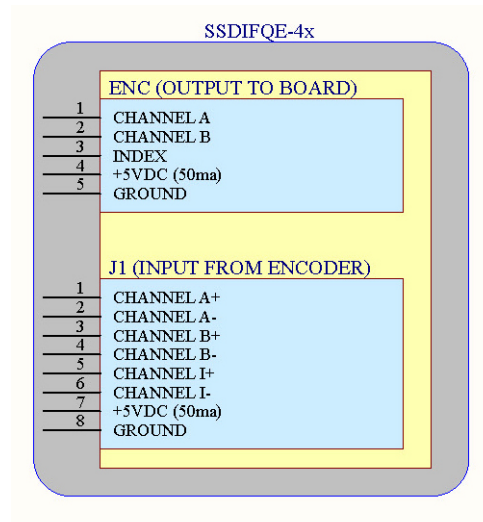 SSDIFQE-4x
ENC (OUTPUT TO BOARD)
1 CHANNEL A
2 CHANNEL B
3 INDEX
4 +5VDC (50ma)
5 GROUND
J1 (INPUT FROM ENCODER)
1 CHANNEL A+
2 CHANNEL A-
3 CHANNEL B+
4 CHANNEL B-
5 CHANNEL I+
6 CHANNEL I-
7 +5VDC (50ma)
8 GROUND